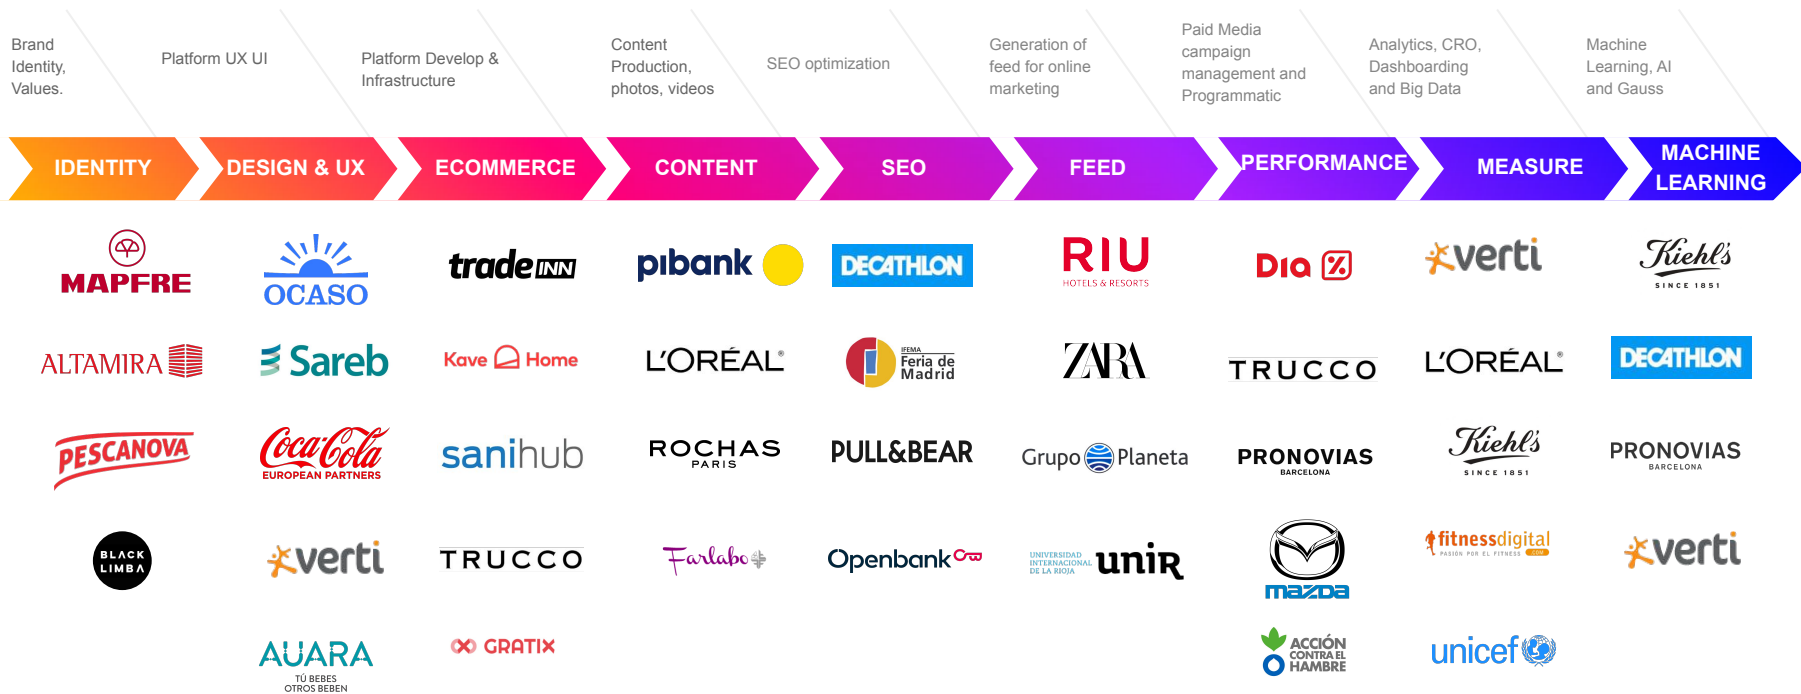 Brand
Identity,
Values.
Platform UX UI
Platform Develop &
Infrastructure
Content
Production,
photos, videos
SEO optimization
Generation of
feed for online
marketing
Paid Media
campaign
management and
Programmatic
Analytics, CRO,
Dashboarding
and Big Data
Machine
Learning, AI
and Gauss
IDENTITY
DESIGN & UX
ECOMMERCE
CONTENT
SEO
FEED
PERFORMANCE
MEASURE
MACHINE
LEARNING
MAPFRE
ALTAMIRA
PESCANOVA
BLACK
LIMBA
OCASO
Sareb
Coca-Cola
EUROPEAN PARTNERS
verti
AUARA
TÚ BEBES
OTROS BEBEN
tradeINN
Kave Home
sanihub
TRUCCO
GRATIX
pibank
L'ORÉAL®
ROCHAS
PARIS
Farlabo
DECATHLON
IFEMA
Feria de
Madrid
PULL&BEAR
Openbank
RIU
HOTELS & RESORTS
ZARA
Grupo Planeta
UNIVERSIDAD
INTERNACIONAL
DE LA RIOJA
unir
Dia %
TRUCCO
PRONOVIAS
BARCELONA
mazda
ACCIÓN
CONTRA EL
HAMBRE
verti
L'ORÉAL®
Kiehl's
SINCE 1851
fitnessdigital
PASIÓN POR EL FITNESS .COM
unicef
Kiehl's
SINCE 1851
DECATHLON
PRONOVIAS
BARCELONA
verti